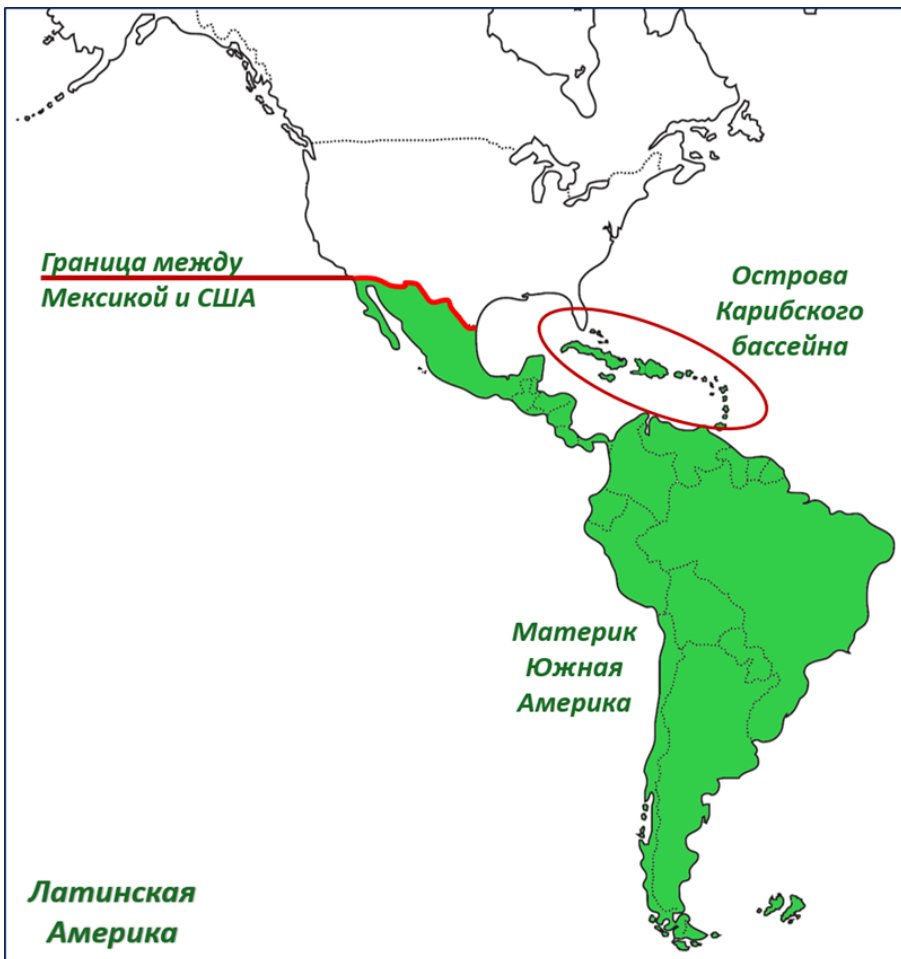 Граница между
Мексикой и США
Острова
Карибского
бассейна
Материк
Южная
Америка
Латинская
Америка